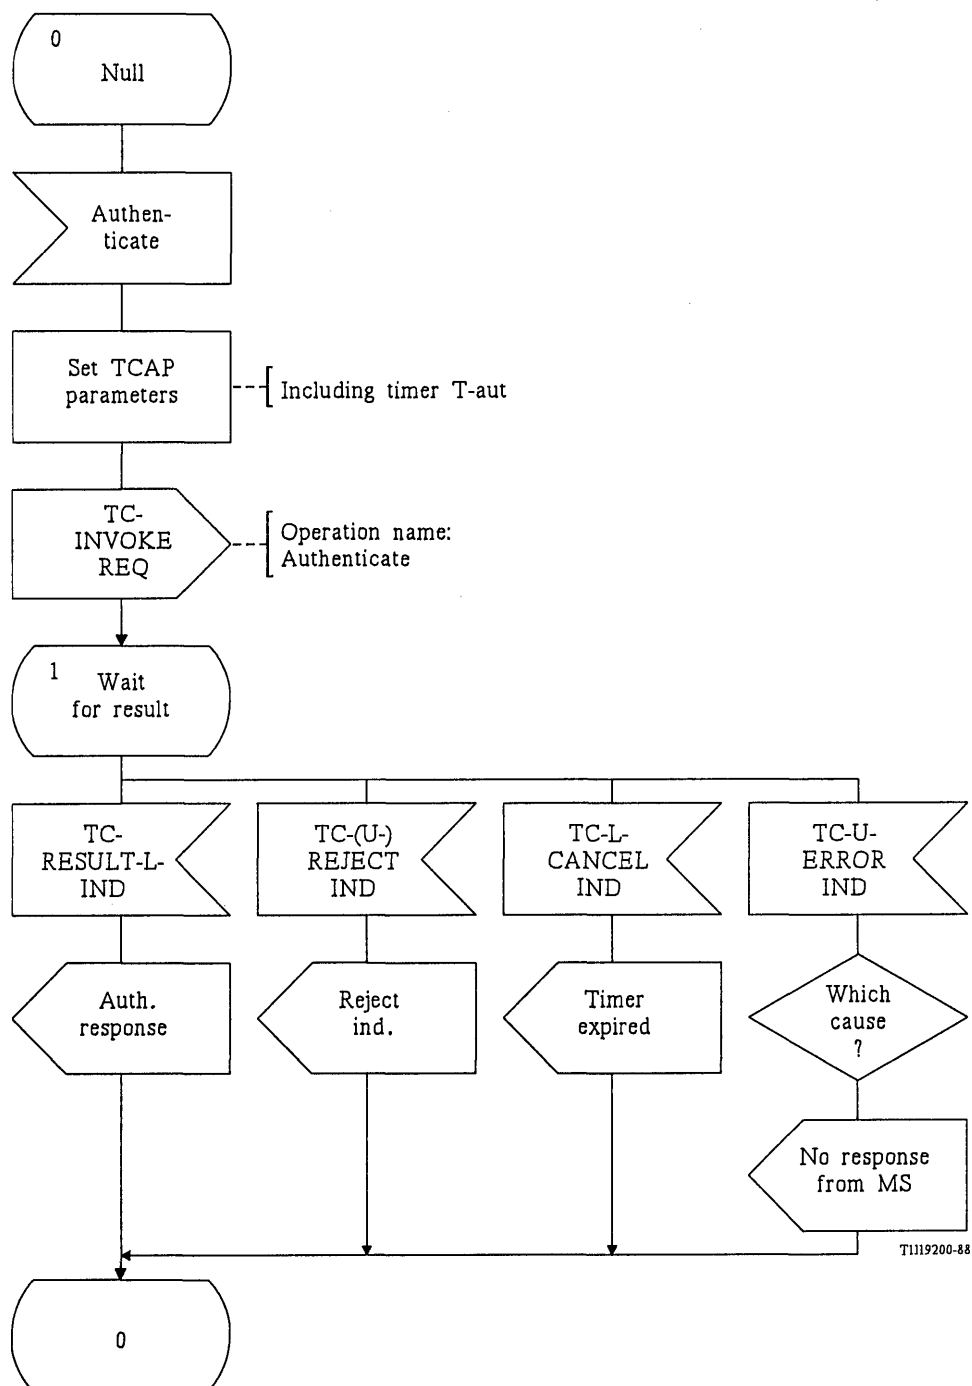 0
Null
Authen-
ticate
Set TCAP
parameters
Including timer T-aut
TC-
INVOKE
REQ
Operation name:
Authenticate
1
Wait
for result
TC-
RESULT-L-
IND
TC-(U-)
REJECT
IND
TC-L-
CANCEL
IND
TC-U-
ERROR
IND
Auth.
response
Reject
ind.
Timer
expired
Which
cause
?
No response
from MS
T1119200-88
0